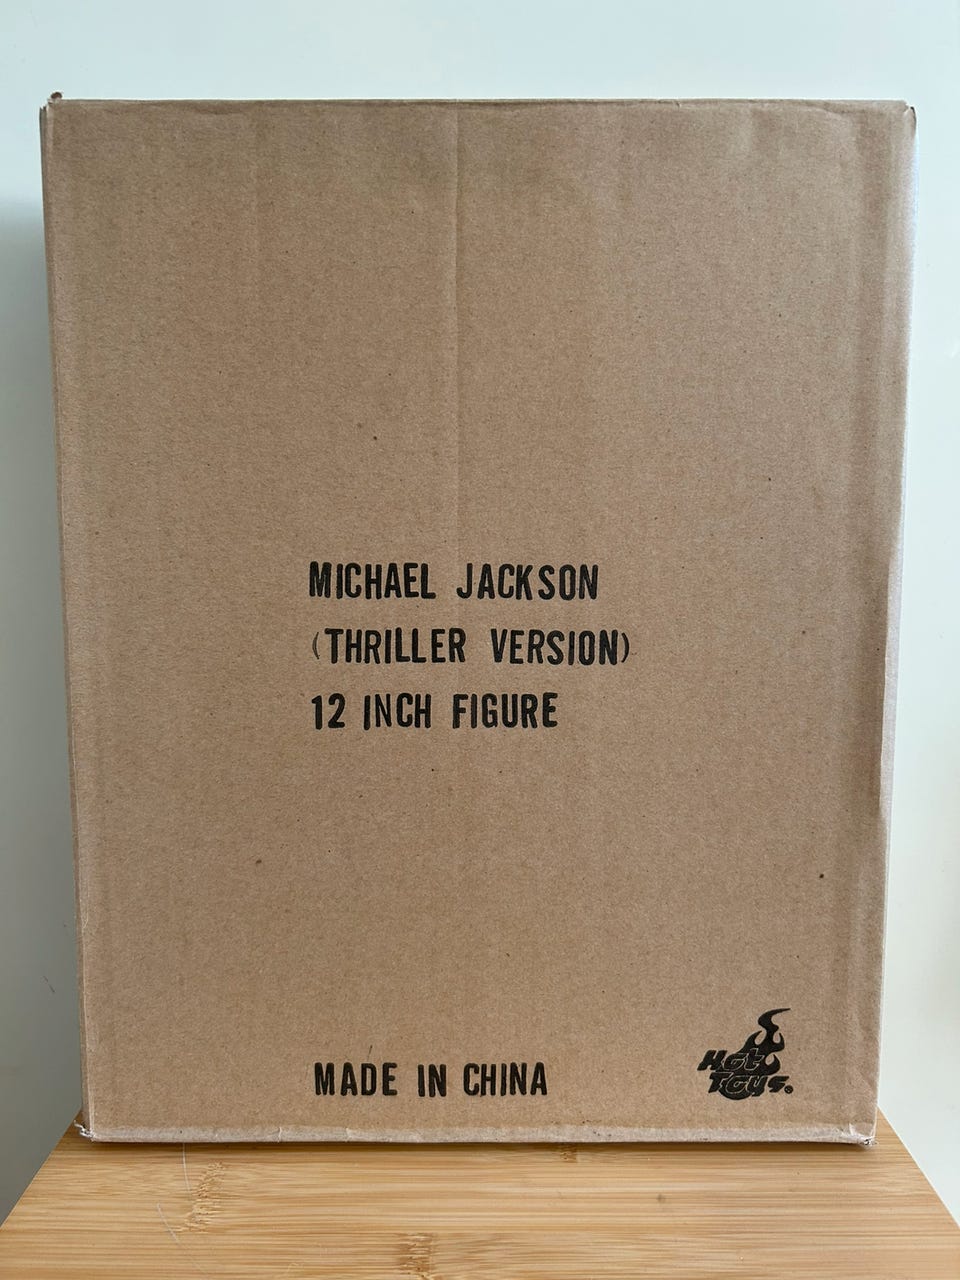 MICHAEL JACKSON
(THRILLER VERSION)
12 INCH FIGURE
MADE IN CHINA
Hot
Toys.